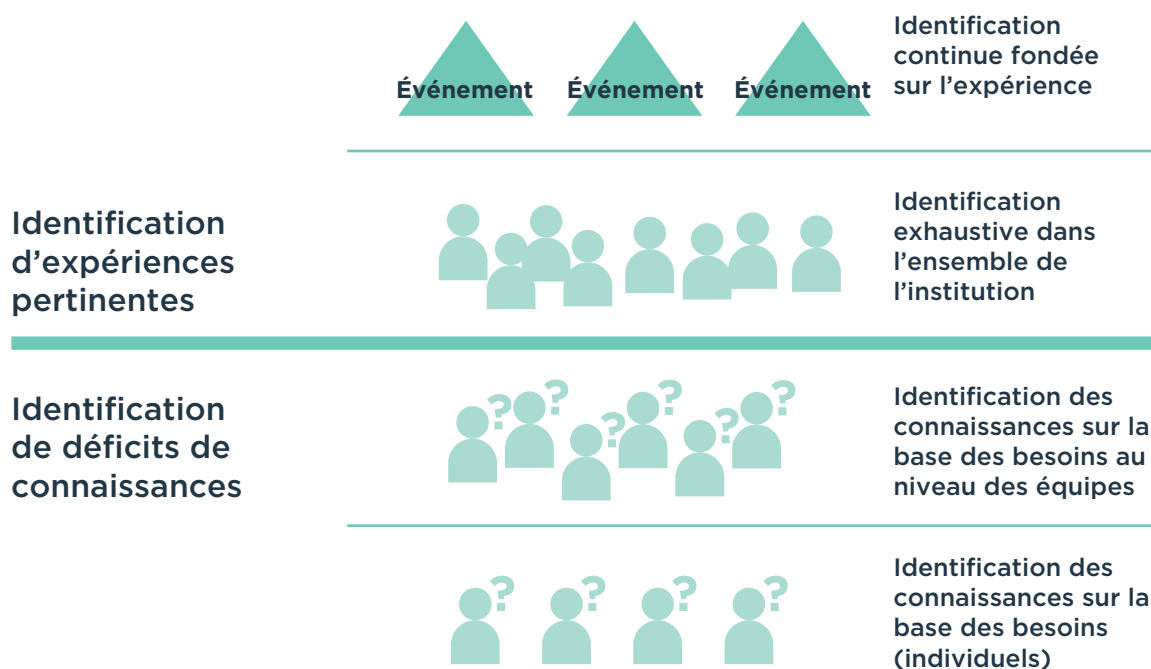 Identification
continue fondée
sur l'expérience
Événement Événement Événement
Identification
d'expériences
pertinentes
Identification
exhaustive dans
l'ensemble de
l'institution
Identification
de déficits de
connaissances
? ? ? ? ? ?
Identification des
connaissances sur la
base des besoins au
niveau des équipes
? ? ? ?
Identification des
connaissances sur la
base des besoins
(individuels)